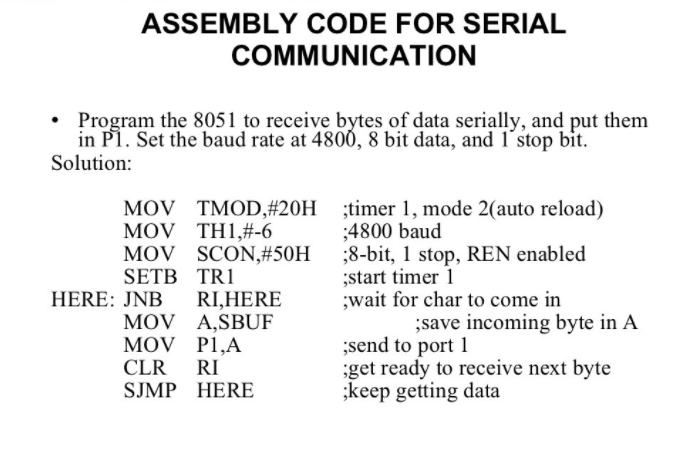 ASSEMBLY CODE FOR SERIAL
COMMUNICATION
• Program the 8051 to receive bytes of data serially, and put them
in P1. Set the baud rate at 4800, 8 bit data, and 1 stop bit.
Solution:
MOV TMOD,#20H ;timer 1, mode 2(auto reload)
MOV TH1,#-6 ;4800 baud
MOV SCON,#50H ;8-bit, 1 stop, REN enabled
SETB TR1 ;start timer 1
HERE: JNB RI,HERE ;wait for char to come in
MOV A,SBUF ;save incoming byte in A
MOV P1,A ;send to port 1
CLR RI ;get ready to receive next byte
SJMP HERE ;keep getting data